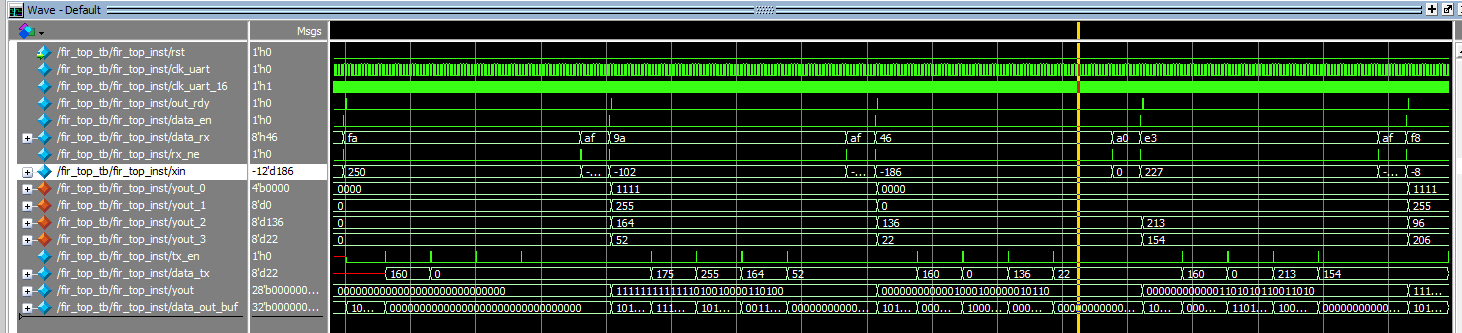 Wave - Default
Msgs
/fir_top_tb/fir_top_inst/rst 1'h0
/fir_top_tb/fir_top_inst/clk_uart 1'h0
/fir_top_tb/fir_top_inst/clk_uart_16 1'h1
/fir_top_tb/fir_top_inst/out_rdy 1'h0
/fir_top_tb/fir_top_inst/data_en 1'h0
/fir_top_tb/fir_top_inst/data_rx 8'h46 fa af 9a af 46 a0 e3 af f8
/fir_top_tb/fir_top_inst/rx_ne 1'h0
/fir_top_tb/fir_top_inst/xin -12'd186 250 -... -102 -... -186 0 227 -... -8
/fir_top_tb/fir_top_inst/yout_0 4'b0000 0000 1111 0000 1111
/fir_top_tb/fir_top_inst/yout_1 8'd0 0 255 0 255
/fir_top_tb/fir_top_inst/yout_2 8'd136 0 164 136 213 96
/fir_top_tb/fir_top_inst/yout_3 8'd22 0 52 22 154 206
/fir_top_tb/fir_top_inst/tx_en 1'h0
/fir_top_tb/fir_top_inst/data_tx 8'd22 160 0 175 255 164 52 160 0 136 22 160 0 213 154
/fir_top_tb/fir_top_inst/yout 28'b000000... 0000000000000000000000000000 1111111111111010010000110100 0000000000001000100000010110 0000000000001101010110011010 111...
/fir_top_tb/fir_top_inst/data_out_buf 32'b000000... 10... 00000000000000000000000000000000 101... 111... 101... 0011... 00000000000... 101... 000... 1000... 000... 00000000000... 10... 000... 1101... 100... 00000000000... 101...